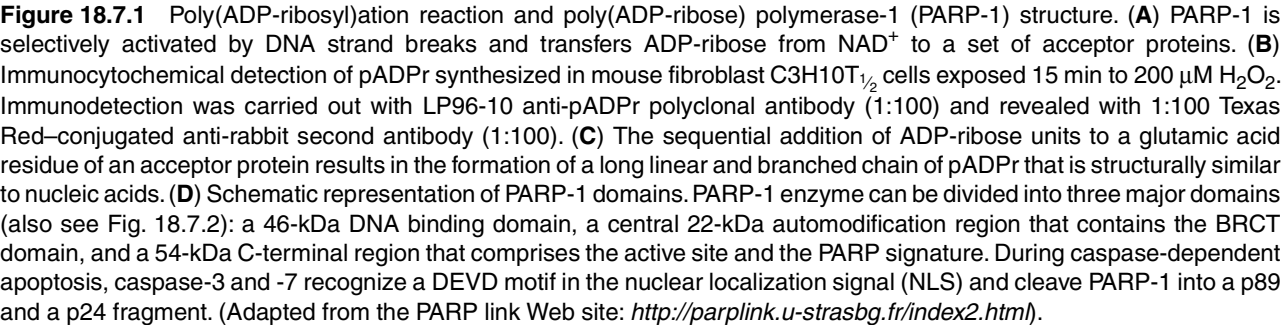 Figure 18.7.1 Poly(ADP-ribosyl)ation reaction and poly(ADP-ribose) polymerase-1 (PARP-1) structure. (A) PARP-1 is
selectively activated by DNA strand breaks and transfers ADP-ribose from NAD+ to a set of acceptor proteins. (B)
Immunocytochemical detection of pADPr synthesized in mouse fibroblast C3H10T½ cells exposed 15 min to 200 µM H2O2.
Immunodetection was carried out with LP96-10 anti-pADPr polyclonal antibody (1:100) and revealed with 1:100 Texas
Red–conjugated anti-rabbit second antibody (1:100). (C) The sequential addition of ADP-ribose units to a glutamic acid
residue of an acceptor protein results in the formation of a long linear and branched chain of pADPr that is structurally similar
to nucleic acids. (D) Schematic representation of PARP-1 domains. PARP-1 enzyme can be divided into three major domains
(also see Fig. 18.7.2): a 46-kDa DNA binding domain, a central 22-kDa automodification region that contains the BRCT
domain, and a 54-kDa C-terminal region that comprises the active site and the PARP signature. During caspase-dependent
apoptosis, caspase-3 and -7 recognize a DEVD motif in the nuclear localization signal (NLS) and cleave PARP-1 into a p89
and a p24 fragment. (Adapted from the PARP link Web site: http://parplink.u-strasbg.fr/index2.html).